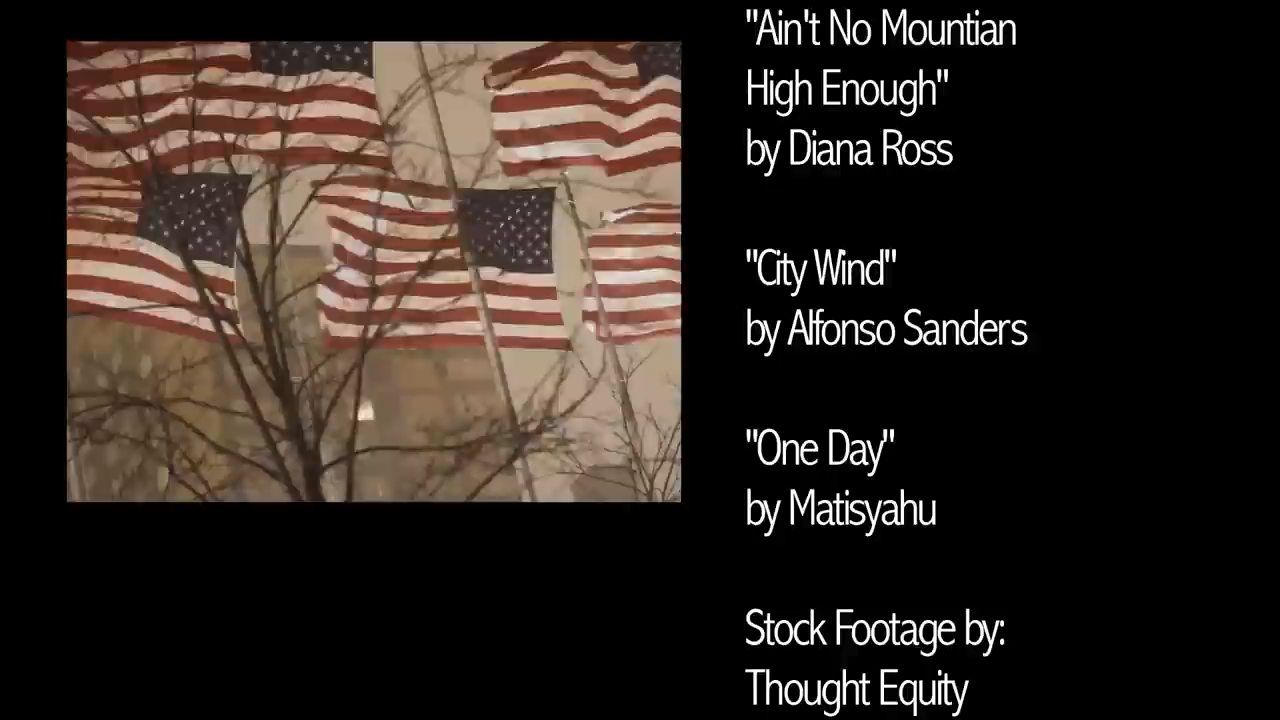 "Ain't No Mountian
High Enough"
by Diana Ross
"City Wind"
by Alfonso Sanders
"One Day"
by Matisyahu
Stock Footage by:
Thought Equity